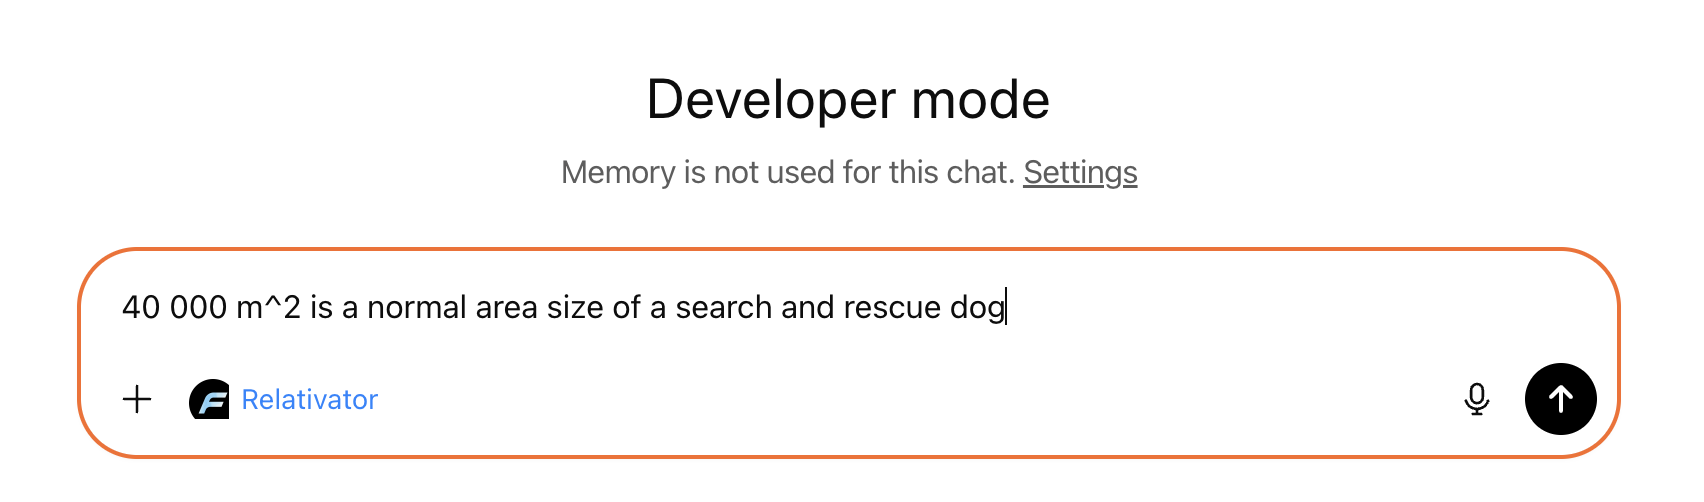 Developer mode
Memory is not used for this chat. Settings
40 000 m^2 is a normal area size of a search and rescue dog
Relativator